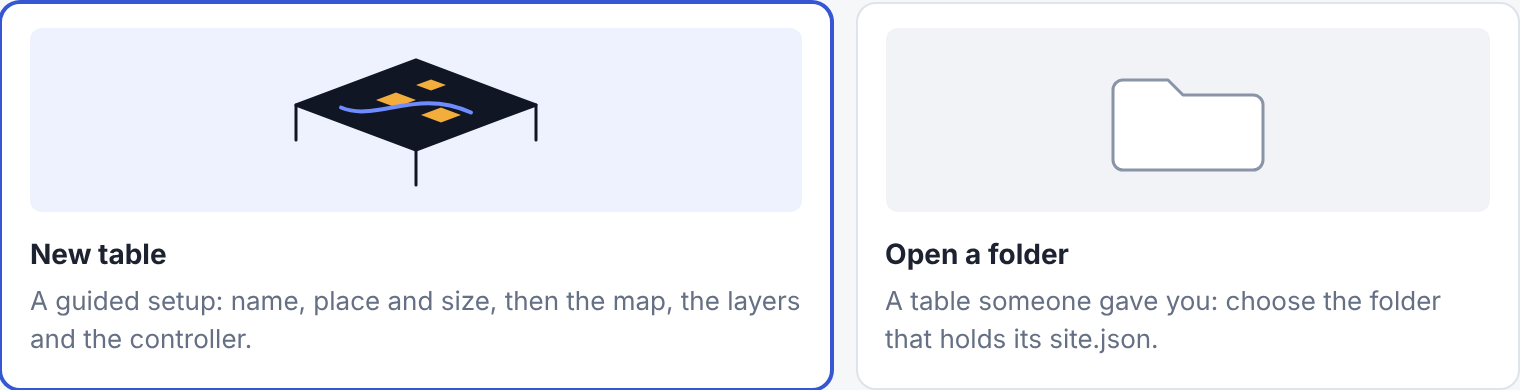 New table
A guided setup: name, place and size, then the map, the layers
and the controller.
Open a folder
A table someone gave you: choose the folder
that holds its site.json.